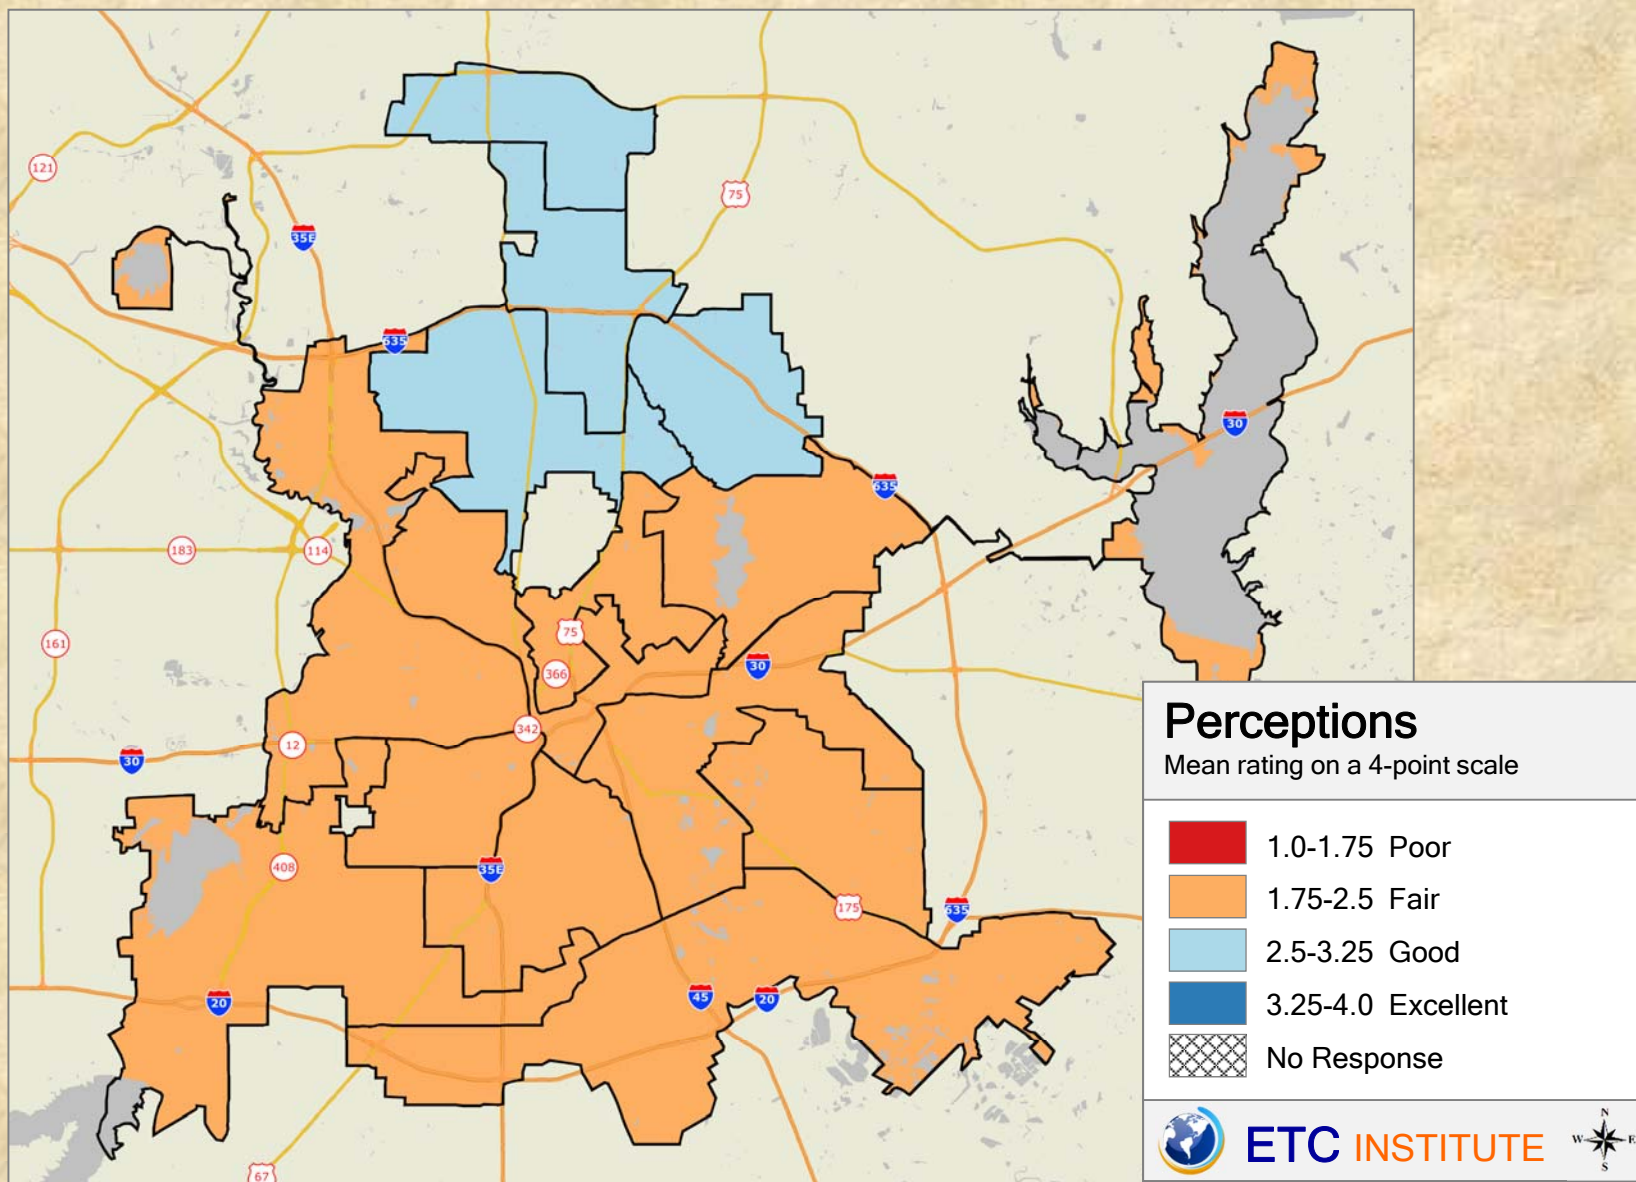 121
35E
75
635
30
635
183
114
161
75
366
30
342
12
30
408
35E
175
635
20
45
20
67
Perceptions
Mean rating on a 4-point scale
1.0-1.75 Poor
1.75-2.5 Fair
2.5-3.25 Good
3.25-4.0 Excellent
No Response
ETC INSTITUTE
N
W E
S